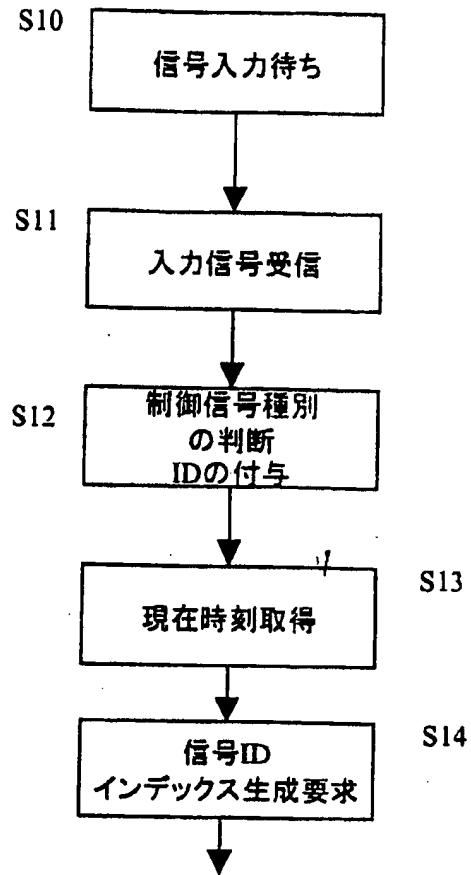 S10
信号入力待ち
S11
入力信号受信
S12
制御信号種別
の判断
IDの付与
S13
現在時刻取得
S14
信号ID
インデックス生成要求